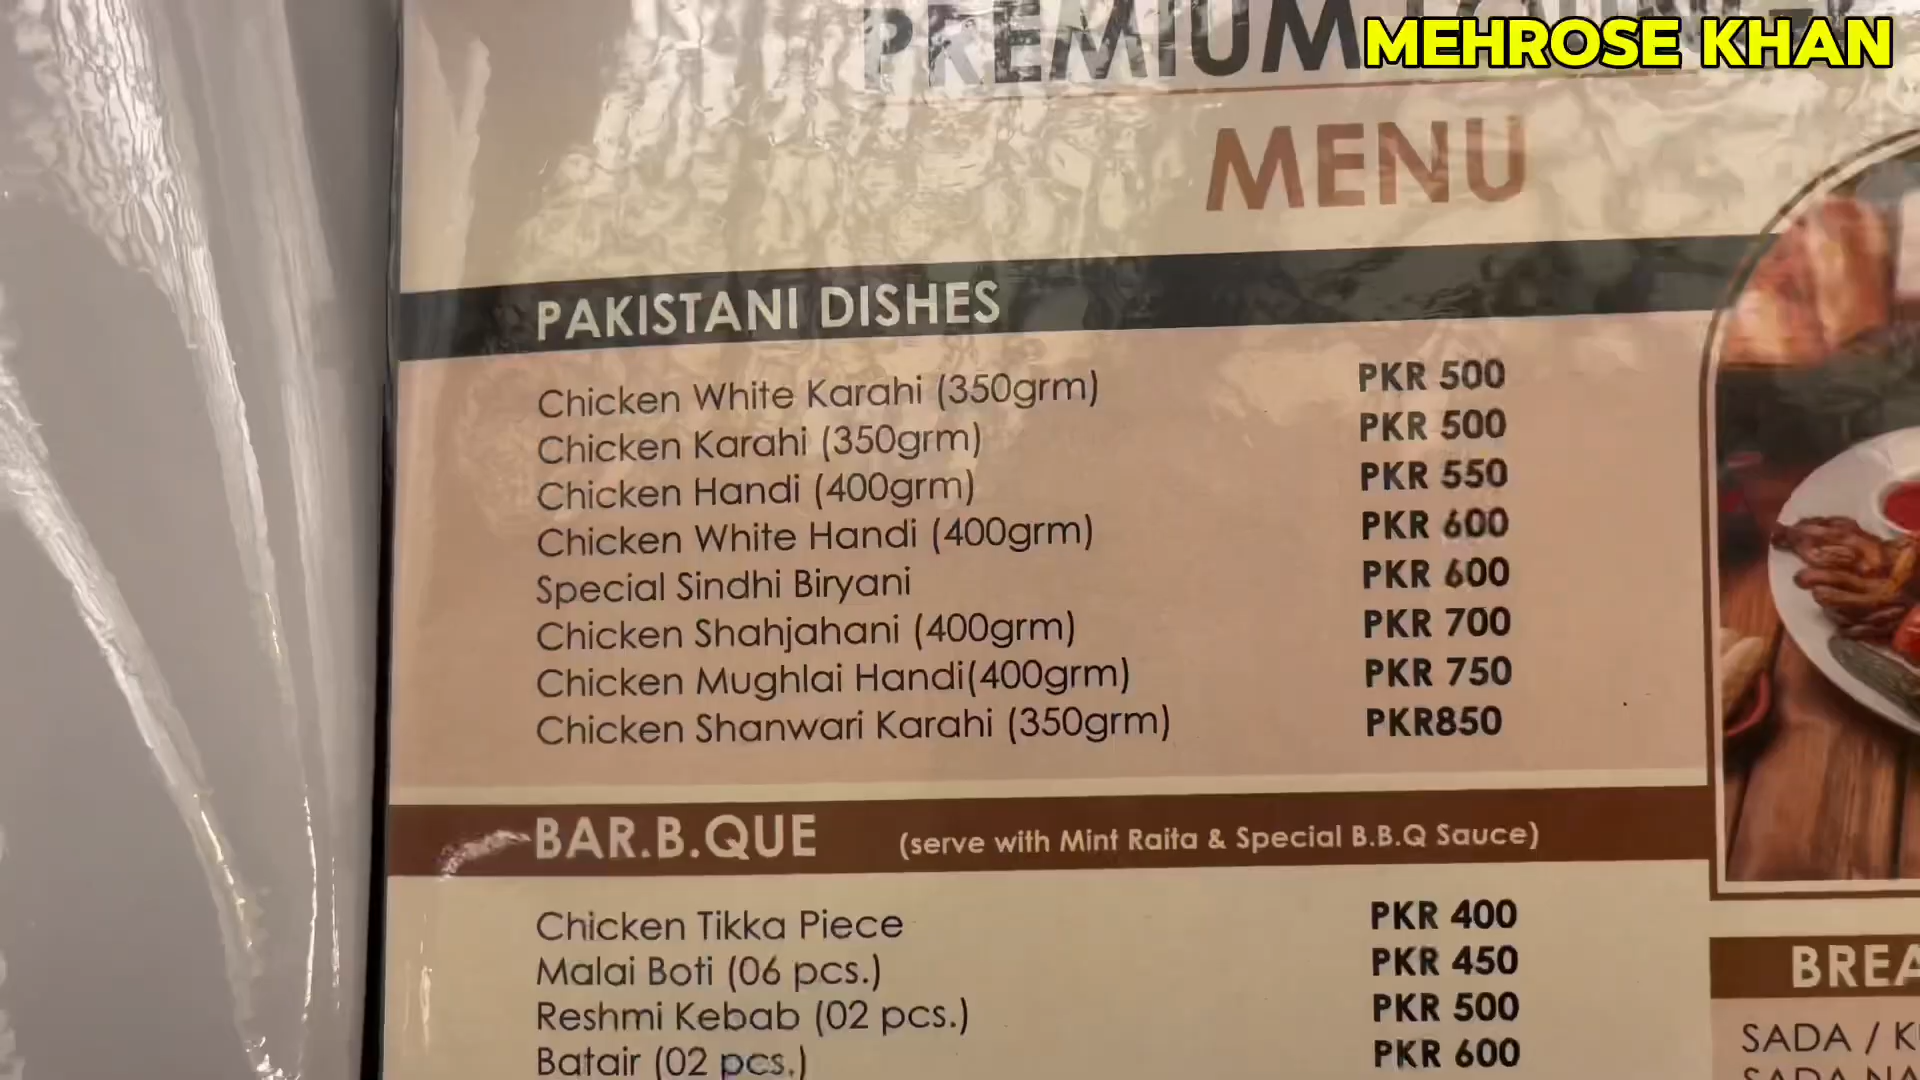 PREMIUM
MEHROSE KHAN
MENU
PAKISTANI DISHES
Chicken White Karahi (350grm) PKR 500
Chicken Karahi (350grm) PKR 500
Chicken Handi (400grm) PKR 550
Chicken White Handi (400grm) PKR 600
Special Sindhi Biryani PKR 600
Chicken Shahjahani (400grm) PKR 700
Chicken Mughlai Handi(400grm) PKR 750
Chicken Shanwari Karahi (350grm) PKR850
BAR.B.QUE (serve with Mint Raita & Special B.B.Q Sauce)
Chicken Tikka Piece PKR 400
Malai Boti (06 pcs.) PKR 450
Reshmi Kebab (02 pcs.) PKR 500
Batair (02 pcs.) PKR 600
BREA
SADA / K